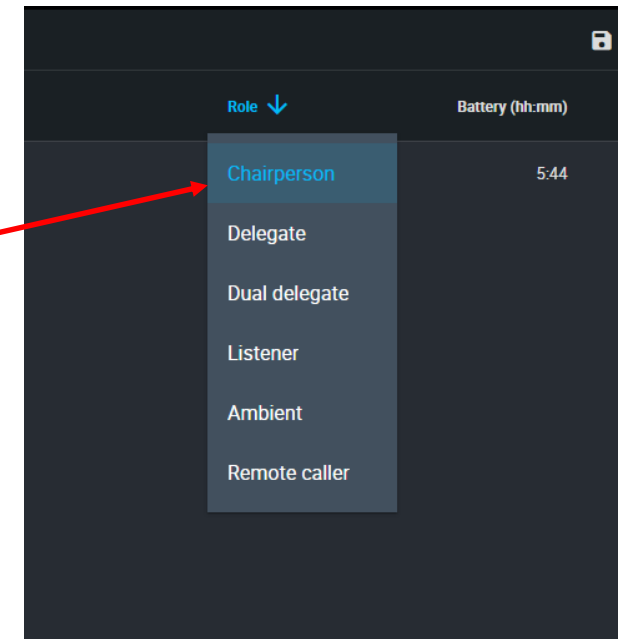 Role Battery (hh:mm)
Chairperson 5:44
Delegate
Dual delegate
Listener
Ambient
Remote caller